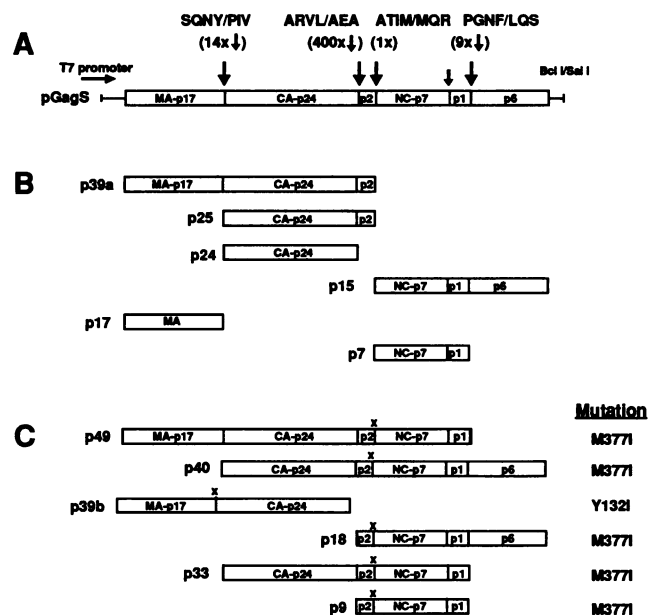 A
SQNY/PIV ARVL/AEA ATIM/MQR PGNF/LQS
(14x↓) (400x↓) (1x) (9x↓)
T7 promoter
Bcl I/Sal I
pGagS MA-p17 CA-p24 p2 NC-p7 p1 p6
B
p39a MA-p17 CA-p24 p2
p25 CA-p24 p2
p24 CA-p24
p15 NC-p7 p1 p6
p17 MA
p7 NC-p7 p1
Mutation
C
x
p49 MA-p17 CA-p24 p2 NC-p7 p1 M377I
x
p40 CA-p24 p2 NC-p7 p1 p6 M377I
x
p39b MA-p17 CA-p24 Y132I
x
p18 p2 NC-p7 p1 p6 M377I
x
p33 CA-p24 p2 NC-p7 p1 M377I
x
p9 p2 NC-p7 p1 M377I